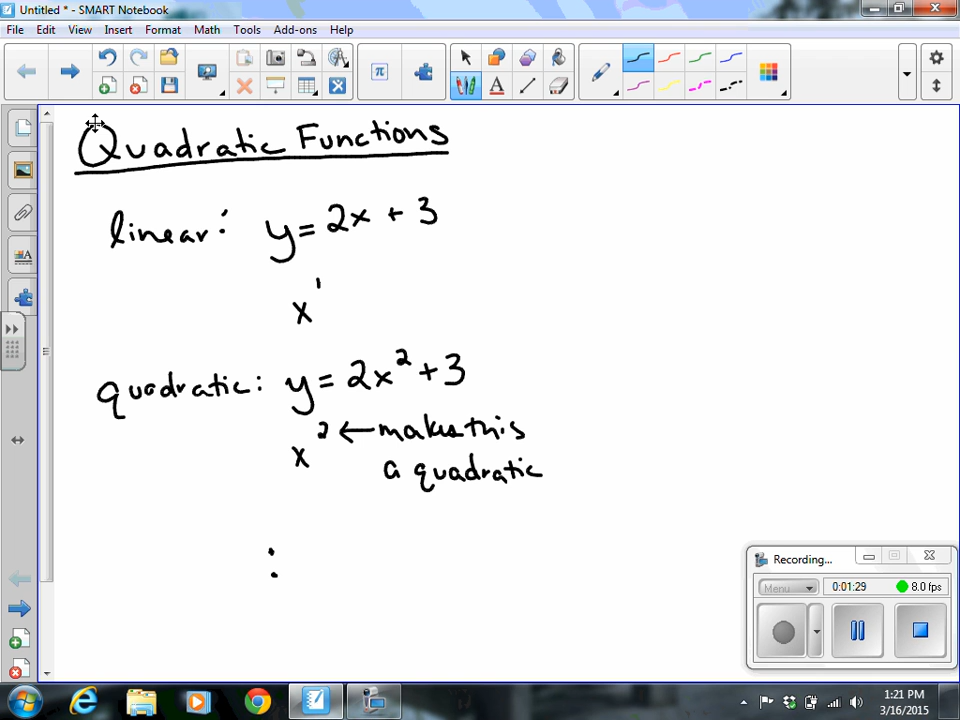 Untitled * - SMART Notebook
File Edit View Insert Format Math Tools Add-ons Help
Quadratic Functions
linear: y = 2x + 3
x¹
quadratic: y = 2x² + 3
x² ← makes this
a quadratic
:
Recording...
Menu 0:01:29 8.0 fps
1:21 PM
3/16/2015